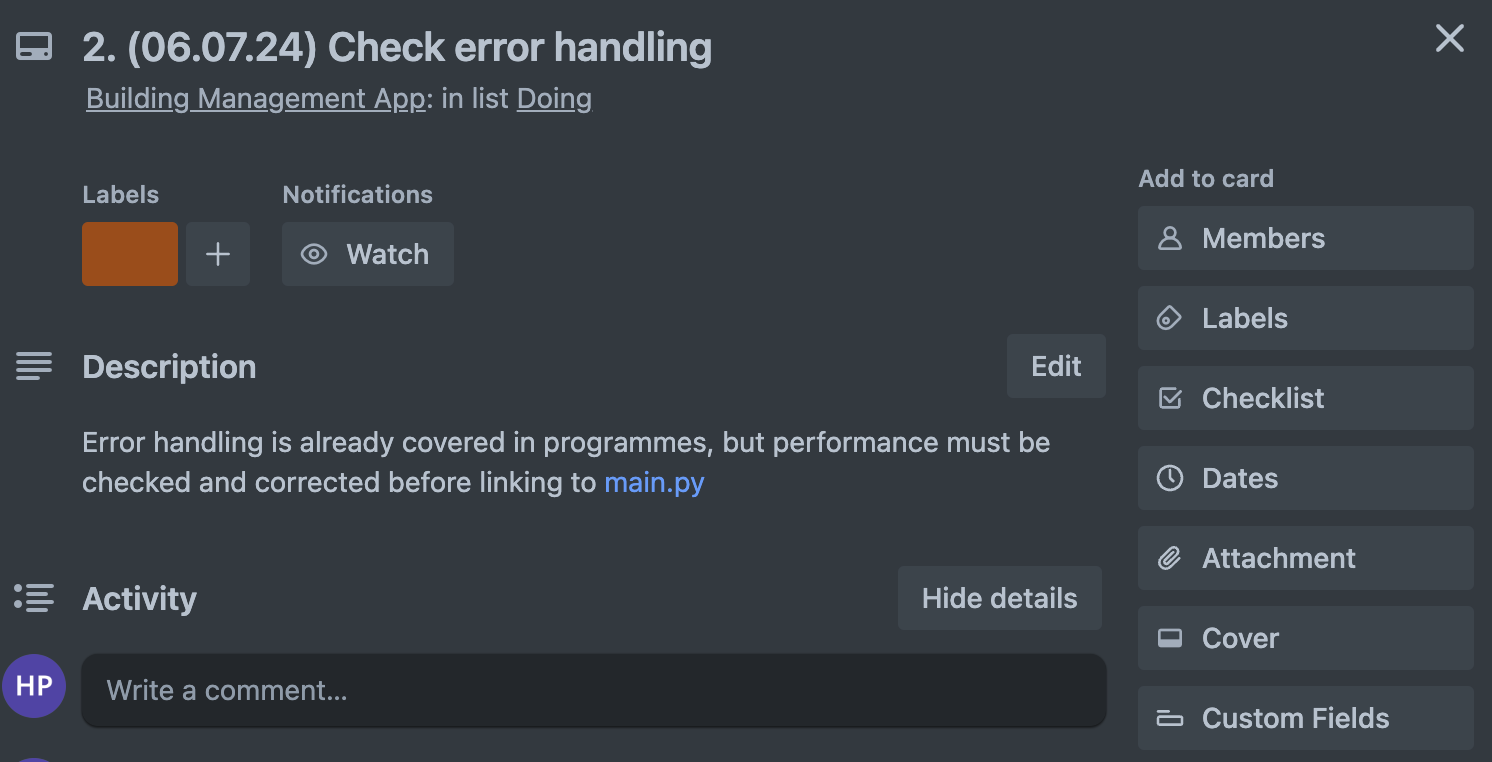 2. (06.07.24) Check error handling
Building Management App: in list Doing
Labels
Notifications
Watch
Description
Edit
Error handling is already covered in programmes, but performance must be
checked and corrected before linking to main.py
Activity
Hide details
HP
Write a comment…
Add to card
Members
Labels
Checklist
Dates
Attachment
Cover
Custom Fields